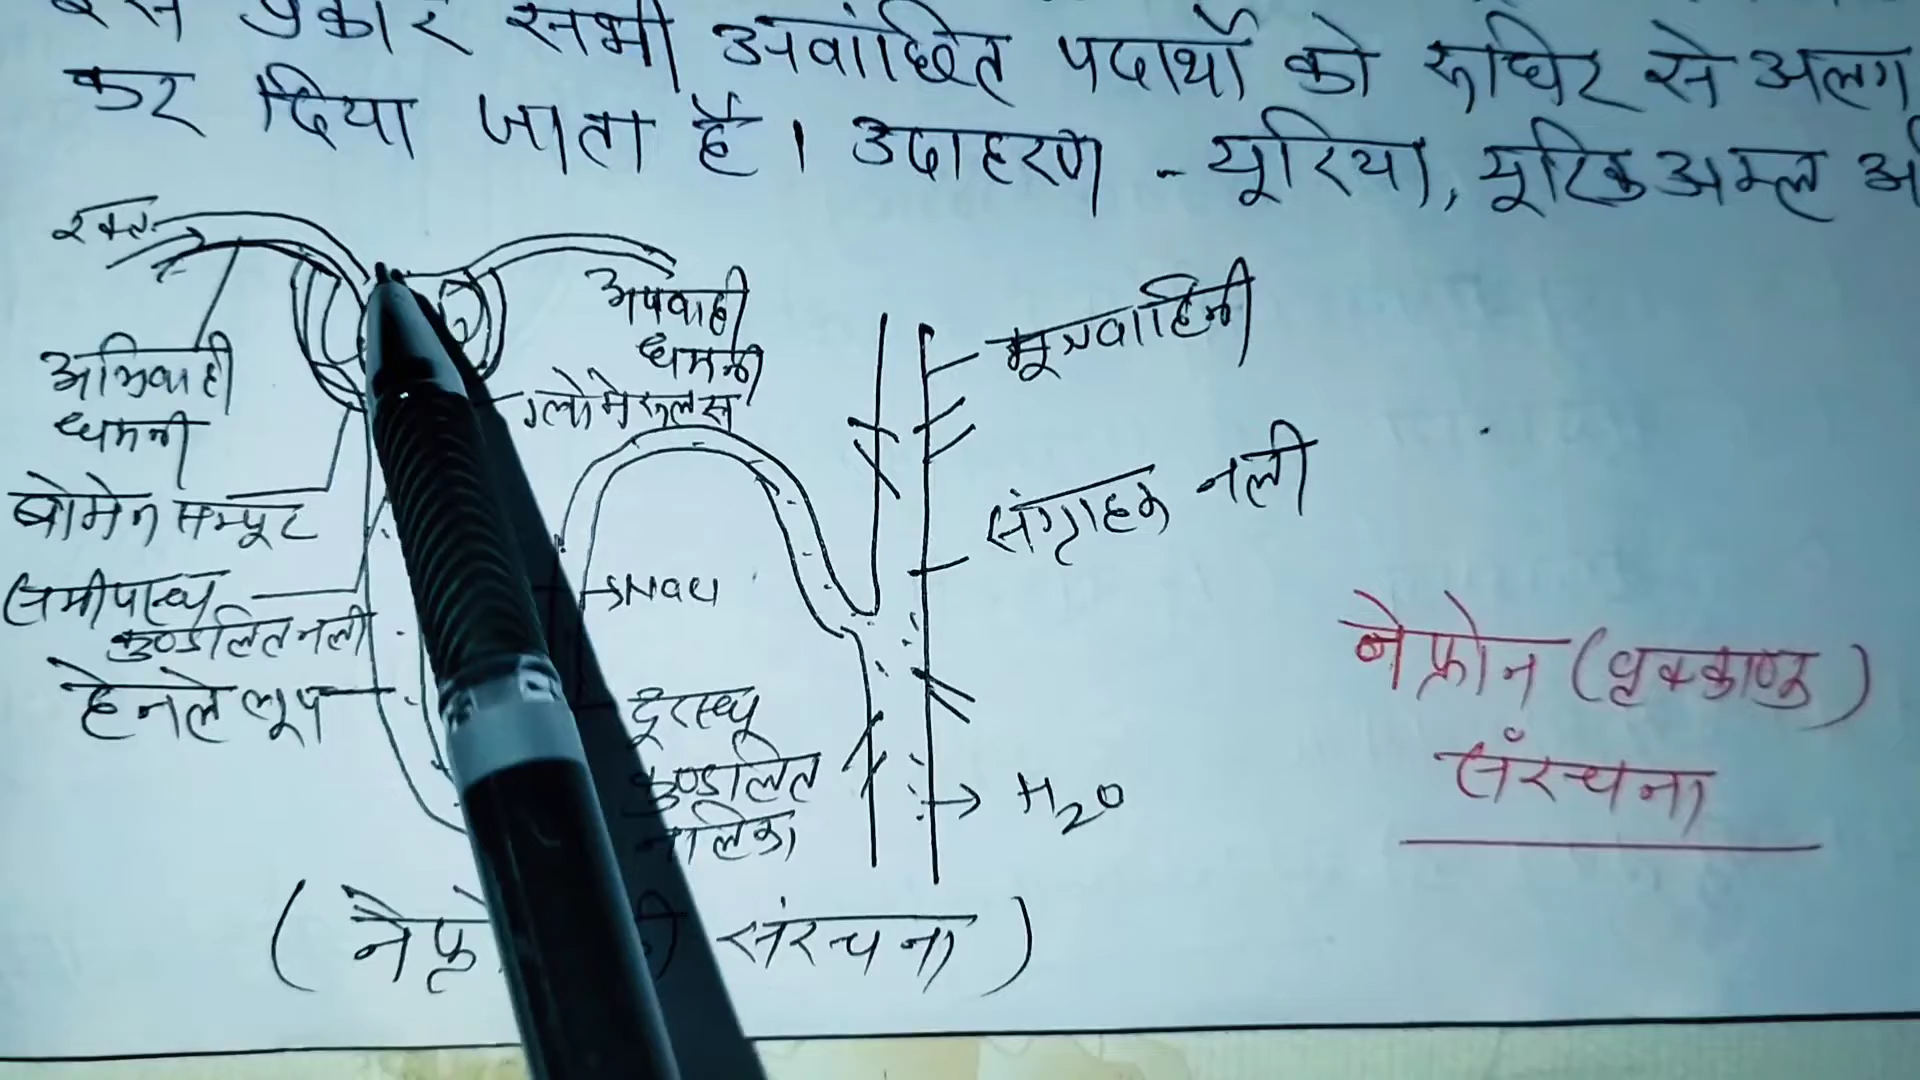 इस प्रकार सभी अवांछित पदार्थों को रूधिर से अलग
कर दिया जाता है। उदाहरण - यूरिया, यूरिक अम्ल
रक्त
अपवाही
धमनी
मूत्रवाहिनी
अभिवाही
धमनी
ग्लोमेरूलस
बोमेन सम्पूट
संग्राहक नली
समीपास्थ
कुण्डलित नली
हेनले लूप
दूरस्थ
कुण्डलित
नलिका
H2O
नेफ्रोन (वृक्काणु)
संरचना
( संरचना )